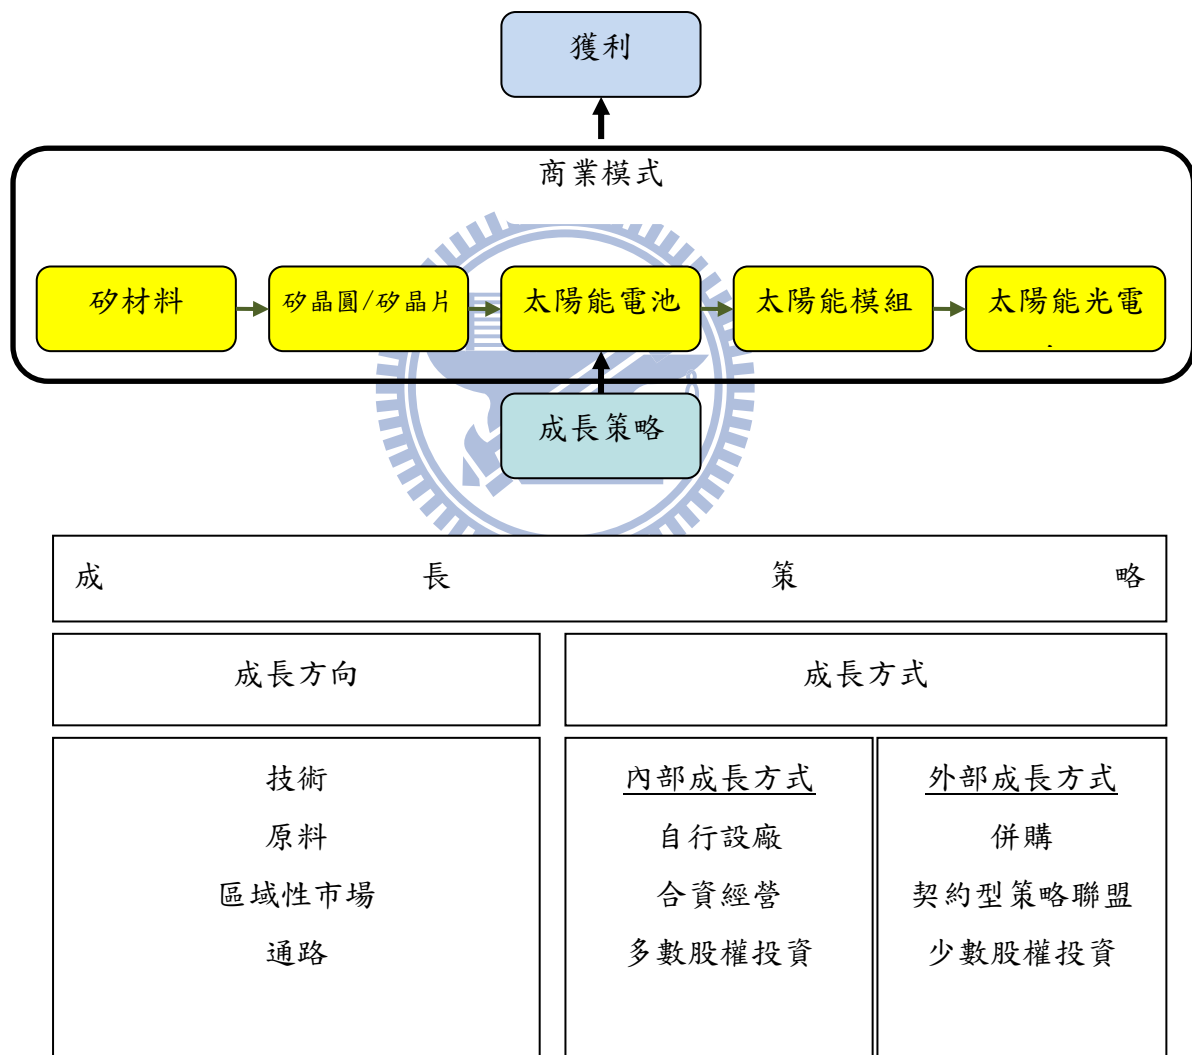 獲利
商業模式
矽材料
矽晶圓/矽晶片
太陽能電池
太陽能模組
太陽能光電
成長策略
成長策略
成長方向
成長方式
技術
原料
區域性市場
通路
內部成長方式
自行設廠
合資經營
多數股權投資
外部成長方式
併購
契約型策略聯盟
少數股權投資